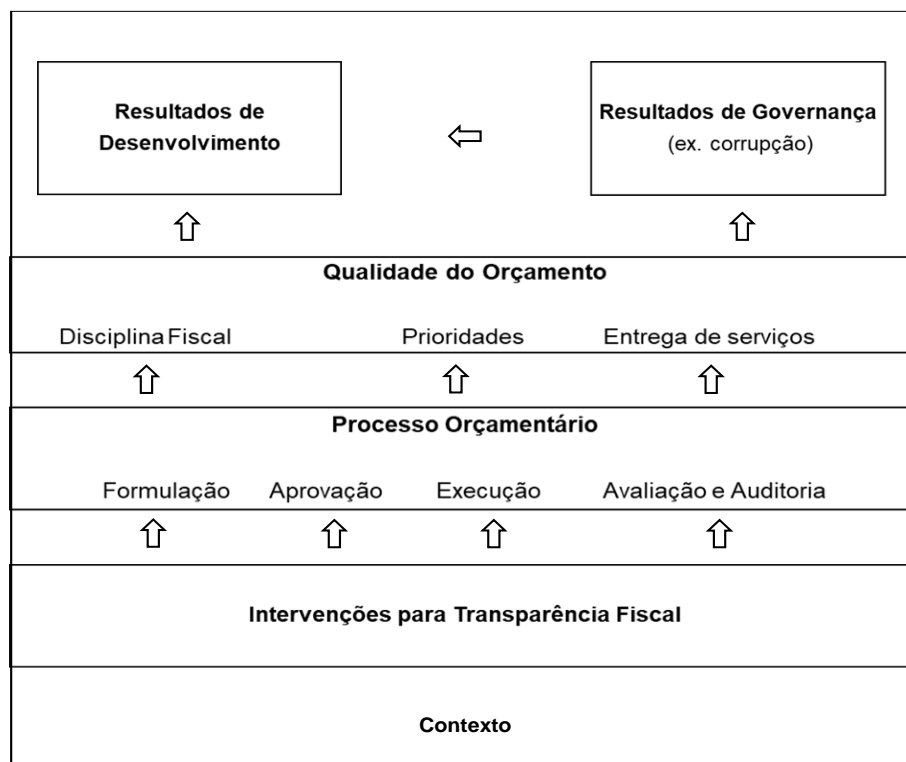 Resultados de
Desenvolvimento
Resultados de Governança
(ex. corrupção)
Qualidade do Orçamento
Disciplina Fiscal Prioridades Entrega de serviços
Processo Orçamentário
Formulação Aprovação Execução Avaliação e Auditoria
Intervenções para Transparência Fiscal
Contexto